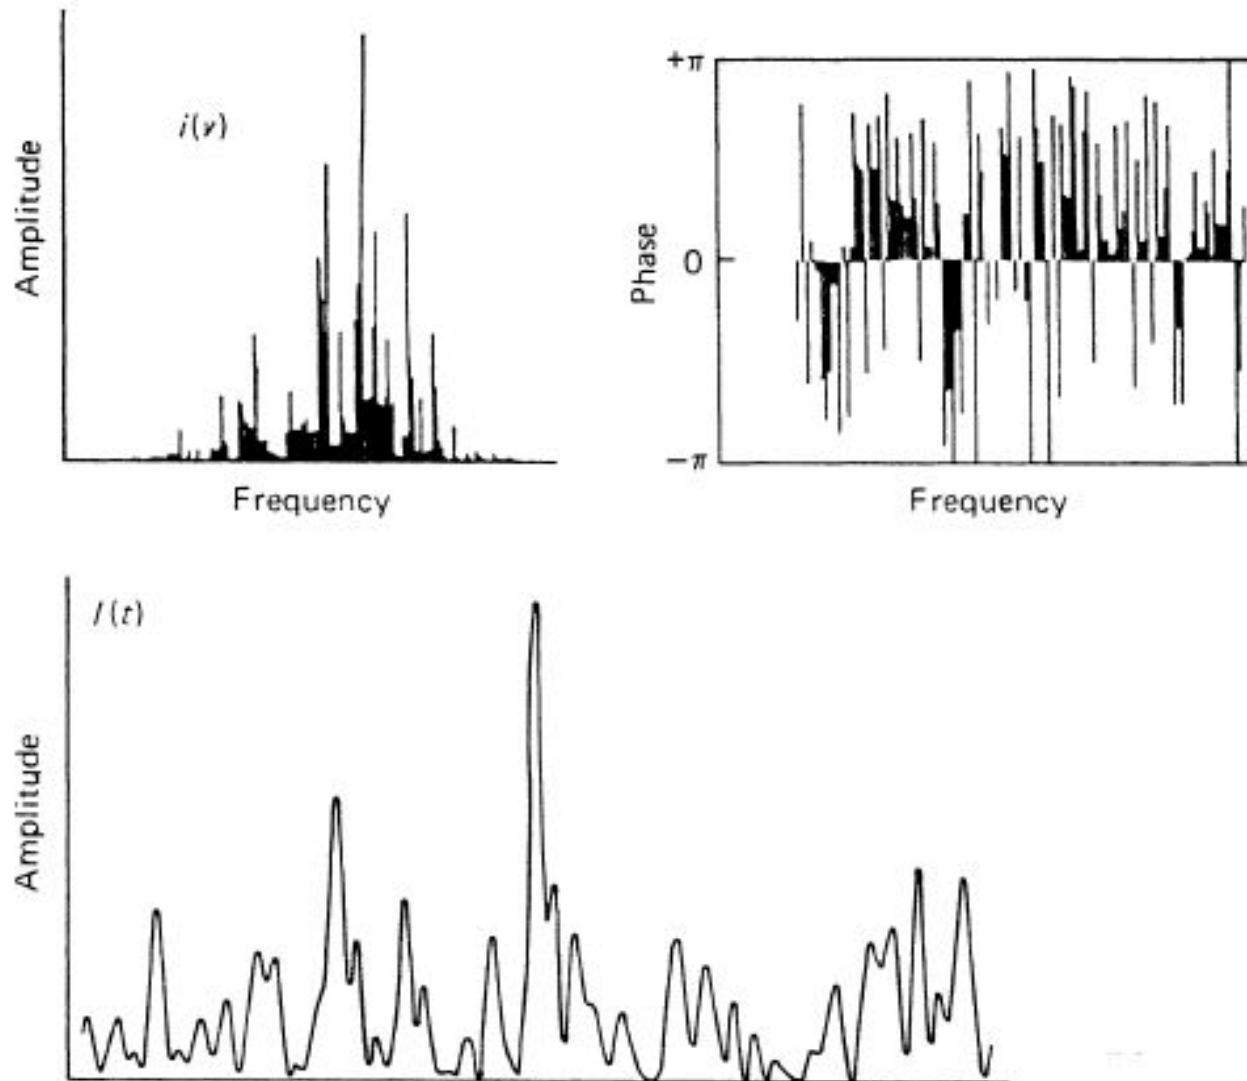 i(ν)
Amplitude
Frequency
+π
Phase
0
−π
Frequency
I(t)
Amplitude